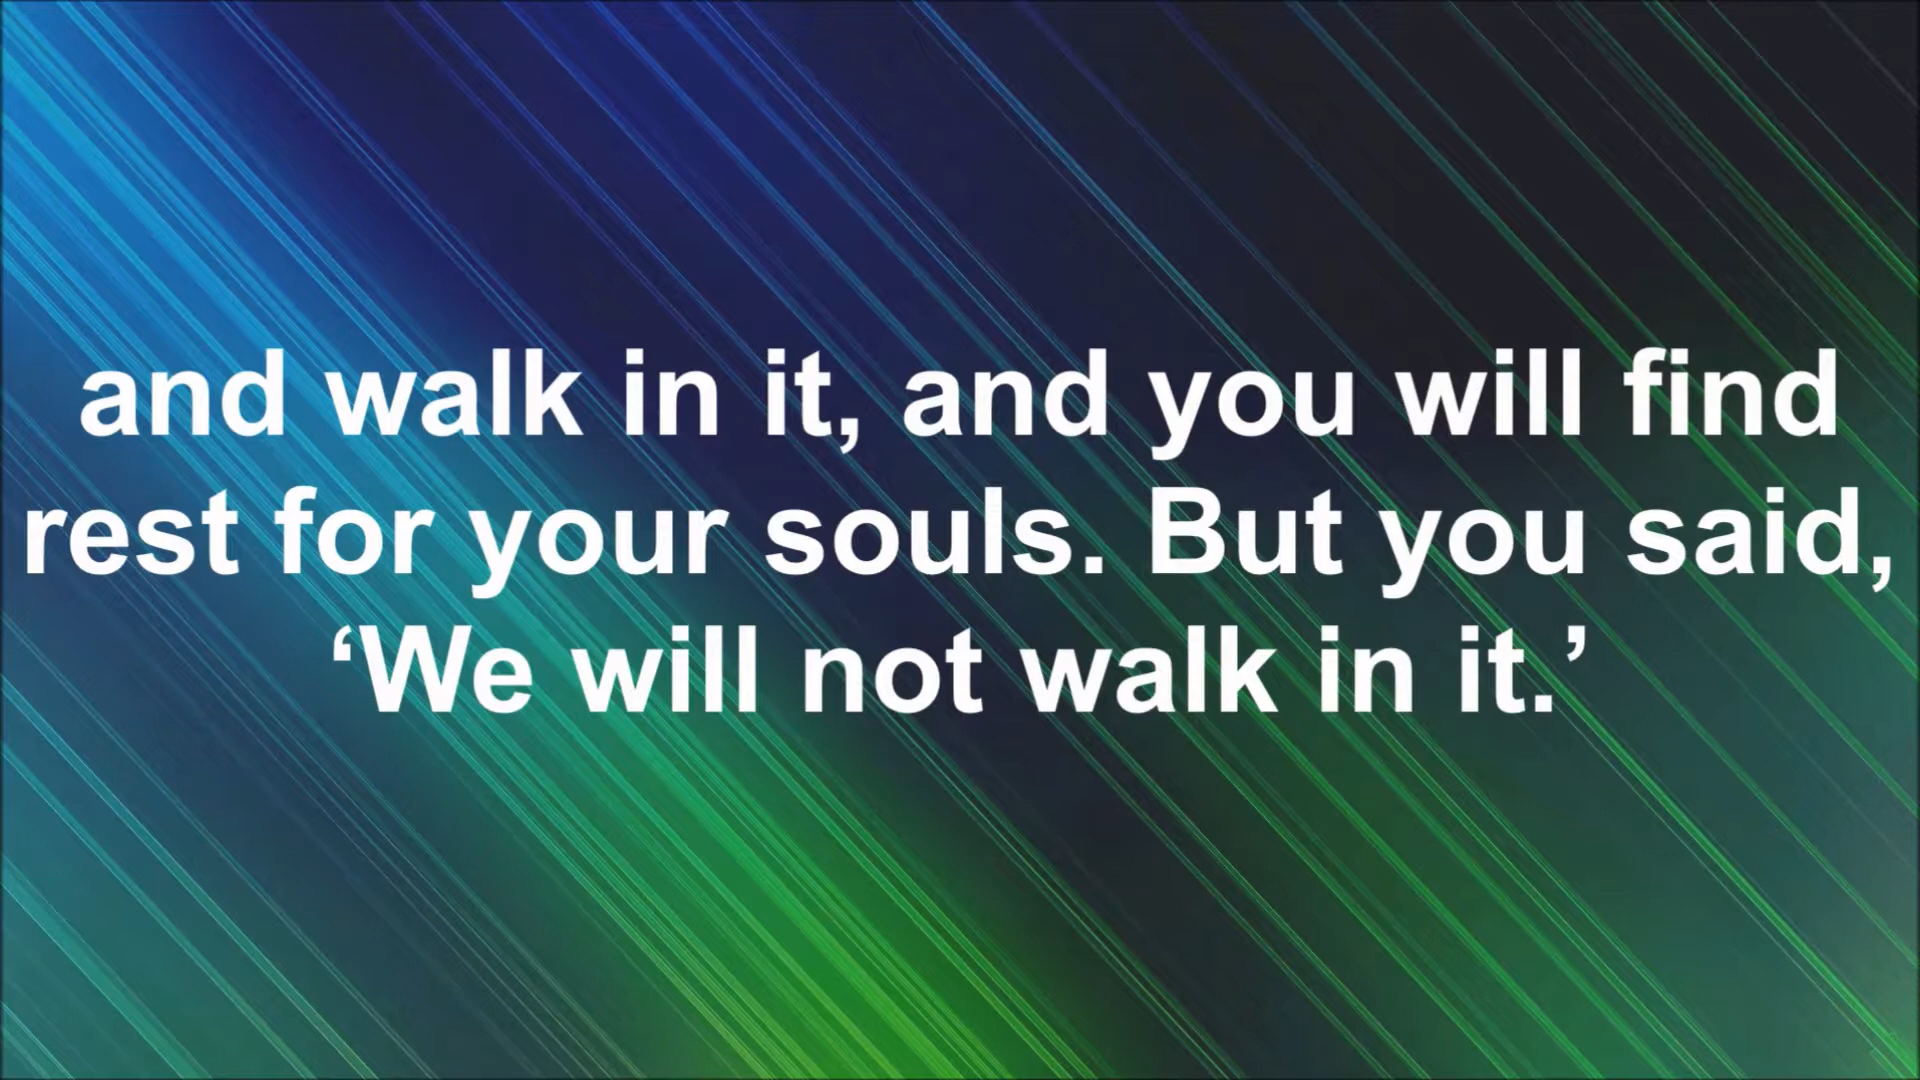 and walk in it, and you will find
rest for your souls. But you said,
‘We will not walk in it.’